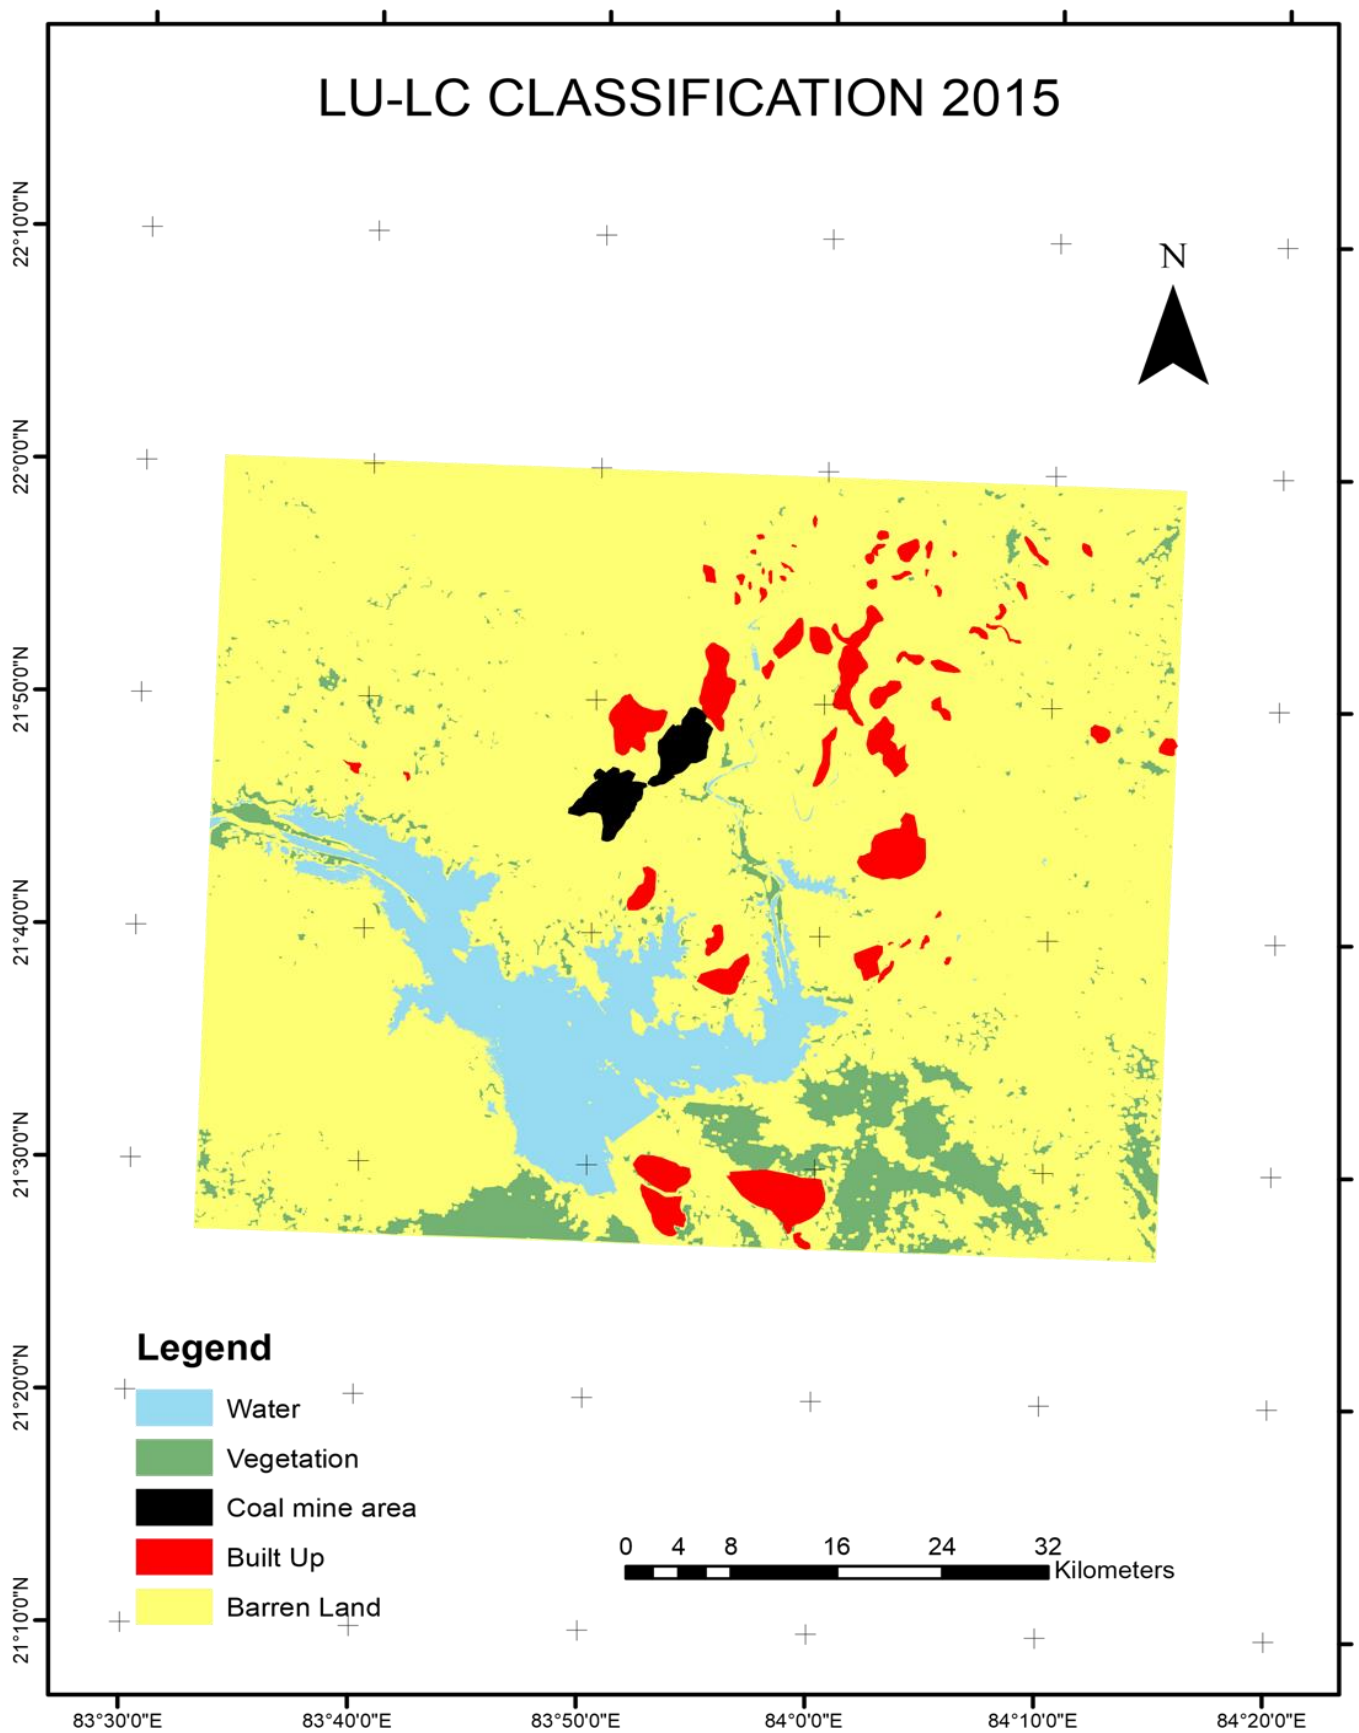 LU-LC CLASSIFICATION 2015
22°10'0"N
N
22°0'0"N
21°50'0"N
21°40'0"N
21°30'0"N
21°20'0"N
21°10'0"N
Legend
Water
Vegetation
Coal mine area
Built Up
Barren Land
0 4 8 16 24 32
Kilometers
83°30'0"E 83°40'0"E 83°50'0"E 84°0'0"E 84°10'0"E 84°20'0"E